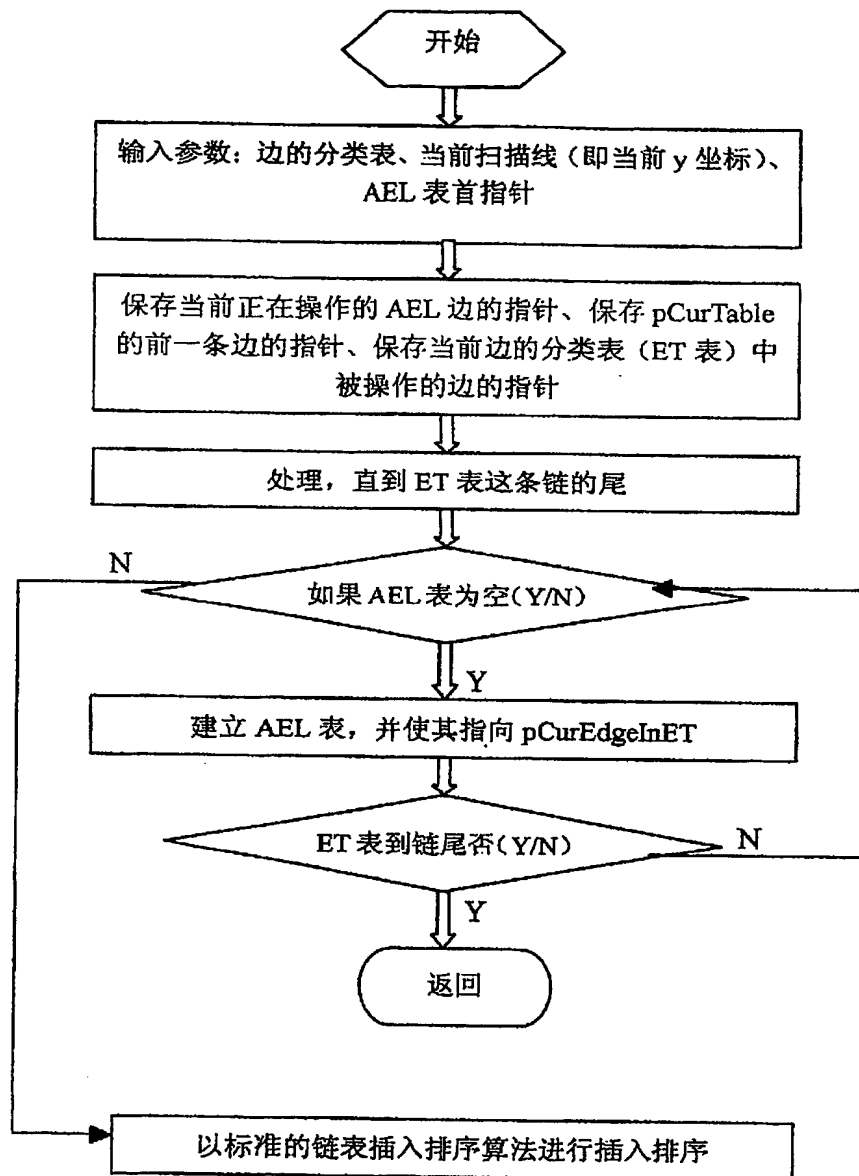 开始
输入参数：边的分类表、当前扫描线（即当前 y 坐标）、
AEL 表首指针
保存当前正在操作的 AEL 边的指针、保存 pCurTable
的前一条边的指针、保存当前边的分类表（ET 表）中
被操作的边的指针
处理，直到 ET 表这条链的尾
N
如果 AEL 表为空（Y/N）
Y
建立 AEL 表，并使其指向 pCurEdgeInET
ET 表到链尾否（Y/N）
N
Y
返回
以标准的链表插入排序算法进行插入排序